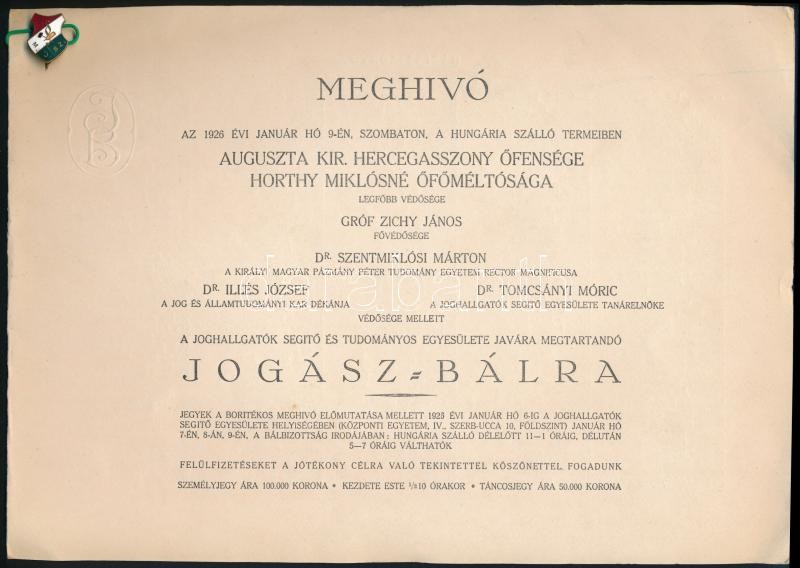 MEGHIVÓ
AZ 1926 ÉVI JANUÁR HÓ 9-ÉN, SZOMBATON, A HUNGÁRIA SZÁLLÓ TERMEIBEN
AUGUSZTA KIR. HERCEGASSZONY ŐFENSÉGE
HORTHY MIKLÓSNÉ ŐFŐMÉLTÓSÁGA
LEGFŐBB VÉDŐSÉGE
GRÓF ZICHY JÁNOS
FŐVÉDŐSÉGE
DR. SZENTMIKLÓSI MÁRTON
A KIRÁLYI MAGYAR PÁZMÁNY PÉTER TUDOMÁNY EGYETEM RECTOR MAGNIFICUSA
DR. ILLÉS JÓZSEF DR. TOMCSÁNYI MÓRIC
A JOG ÉS ÁLLAMTUDOMÁNYI KAR DÉKÁNJA A JOGHALLGATÓK SEGITŐ EGYESÜLETE TANÁRELNÖKE
VÉDŐSÉGE MELLETT
A JOGHALLGATÓK SEGITŐ ÉS TUDOMÁNYOS EGYESÜLETE JAVÁRA MEGTARTANDÓ
JOGÁSZ-BÁLRA
JEGYEK A BORITÉKOS MEGHIVÓ ELŐMUTATÁSA MELLETT 1926 ÉVI JANUÁR HÓ 6-IG A JOGHALLGATÓK
SEGITŐ EGYESÜLETE HELYISÉGÉBEN (KÖZPONTI EGYETEM, IV., SZERB-UCCA 10, FÖLDSZINT) JANUÁR HÓ
7-ÉN, 8-ÁN, 9-ÉN, A BÁLBIZOTTSÁG IRODÁJÁBAN: HUNGÁRIA SZÁLLÓ DÉLELŐTT 11—1 ÓRÁIG, DÉLUTÁN
5—7 ÓRÁIG VÁLTHATÓK
FELÜLFIZETÉSEKET A JÓTÉKONY CÉLRA VALÓ TEKINTETTEL KÖSZÖNETTEL FOGADUNK
SZEMÉLYJEGY ÁRA 100.000 KORONA • KEZDETE ESTE 1/2 10 ÓRAKOR • TÁNCOSJEGY ÁRA 50.000 KORONA